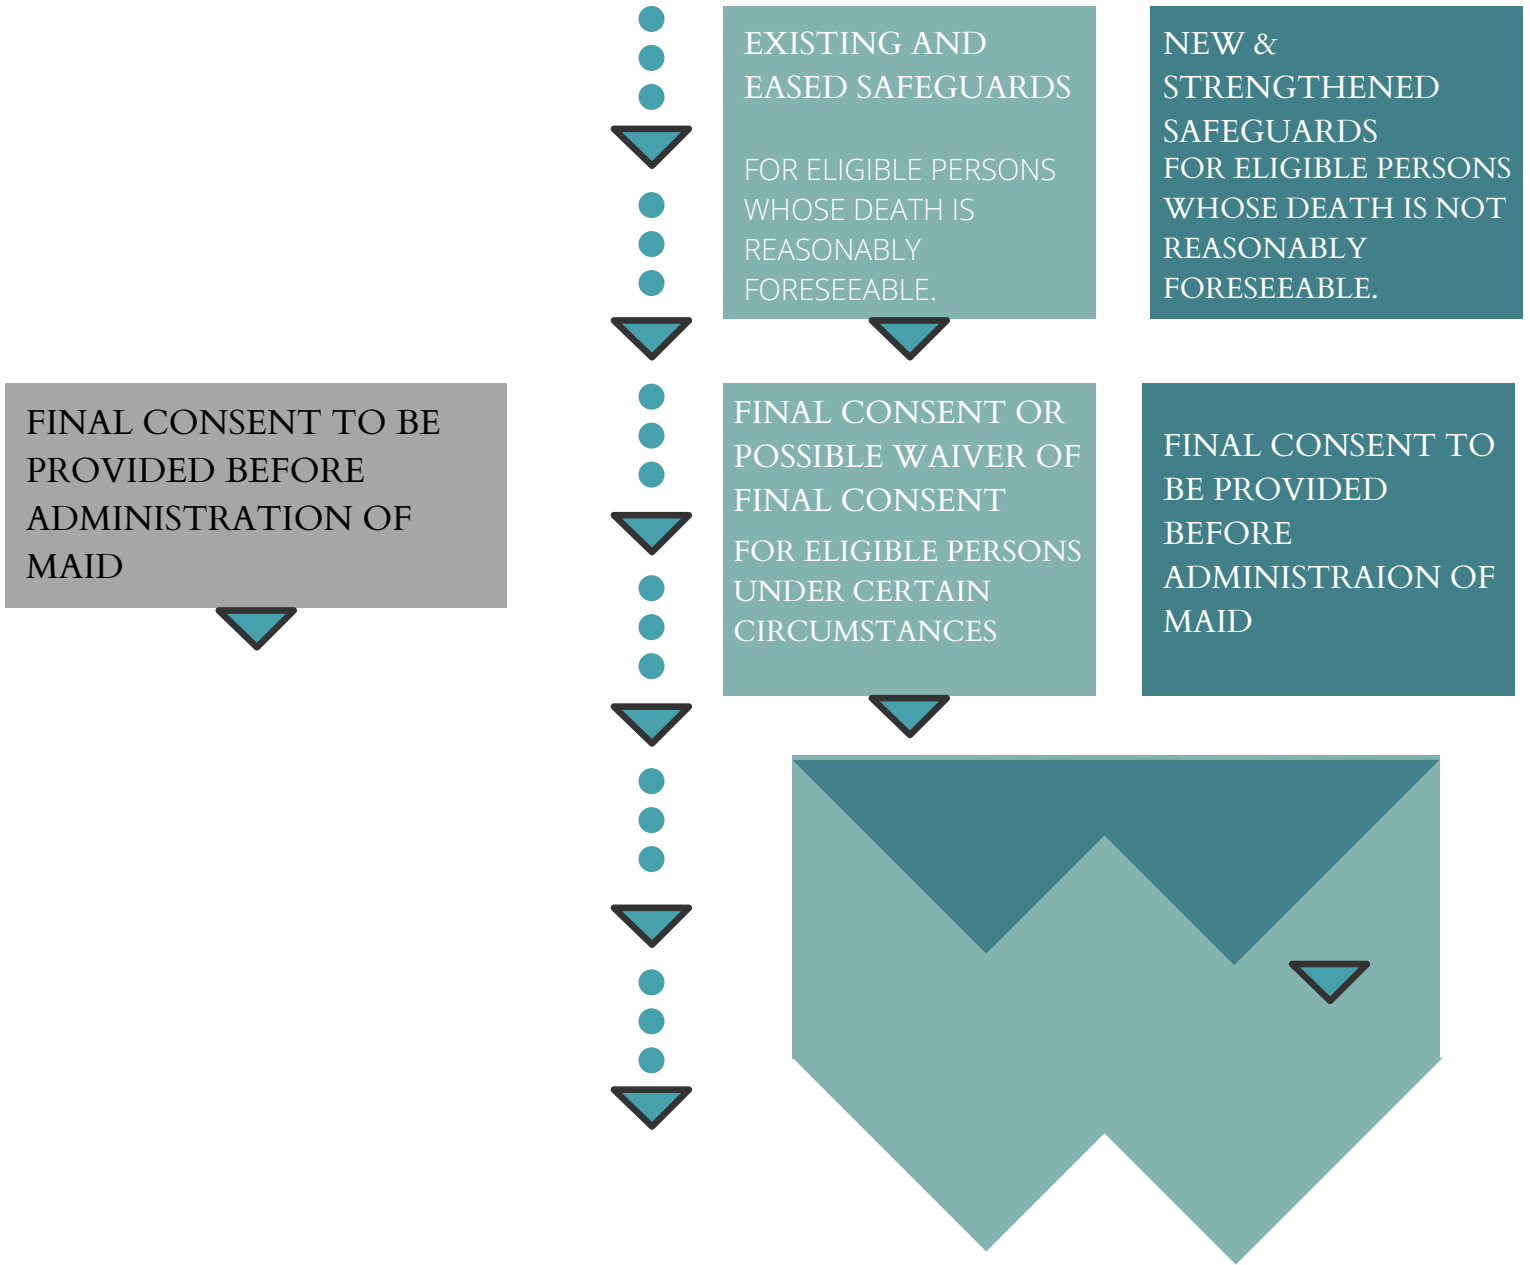 EXISTING AND
EASED SAFEGUARDS
FOR ELIGIBLE PERSONS
WHOSE DEATH IS
REASONABLY
FORESEEABLE.
NEW &
STRENGTHENED
SAFEGUARDS
FOR ELIGIBLE PERSONS
WHOSE DEATH IS NOT
REASONABLY
FORESEEABLE.
FINAL CONSENT TO BE
PROVIDED BEFORE
ADMINISTRATION OF
MAID
FINAL CONSENT OR
POSSIBLE WAIVER OF
FINAL CONSENT
FOR ELIGIBLE PERSONS
UNDER CERTAIN
CIRCUMSTANCES
FINAL CONSENT TO
BE PROVIDED
BEFORE
ADMINISTRAION OF
MAID